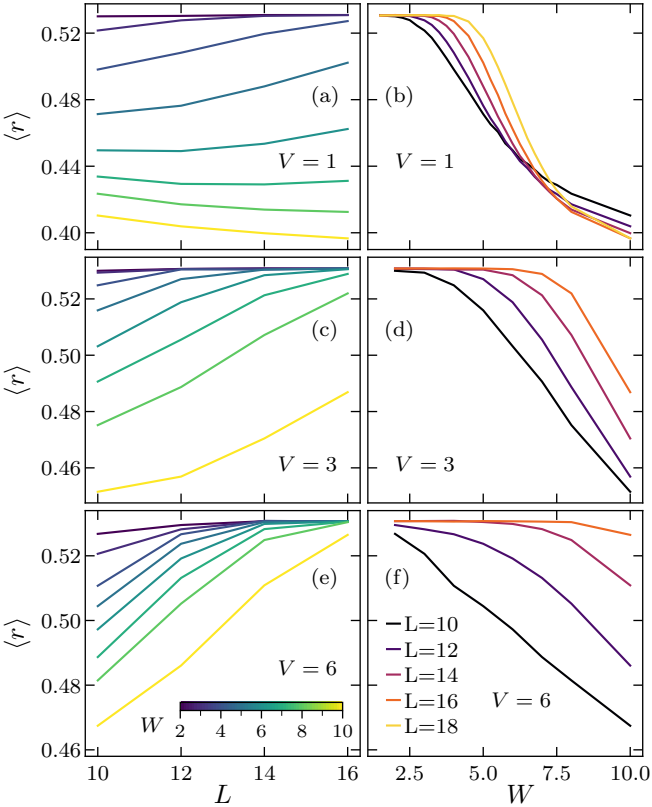 ⟨r⟩
0.52
0.48
0.44
0.40
(a)
V = 1
(b)
V = 1
⟨r⟩
0.52
0.50
0.48
0.46
(c)
V = 3
(d)
V = 3
⟨r⟩
0.52
0.50
0.48
0.46
(e)
V = 6
W
2 4 6 8 10
10 12 14 16
L
(f)
L=10
L=12
L=14
L=16
L=18
V = 6
2.5 5.0 7.5 10.0
W